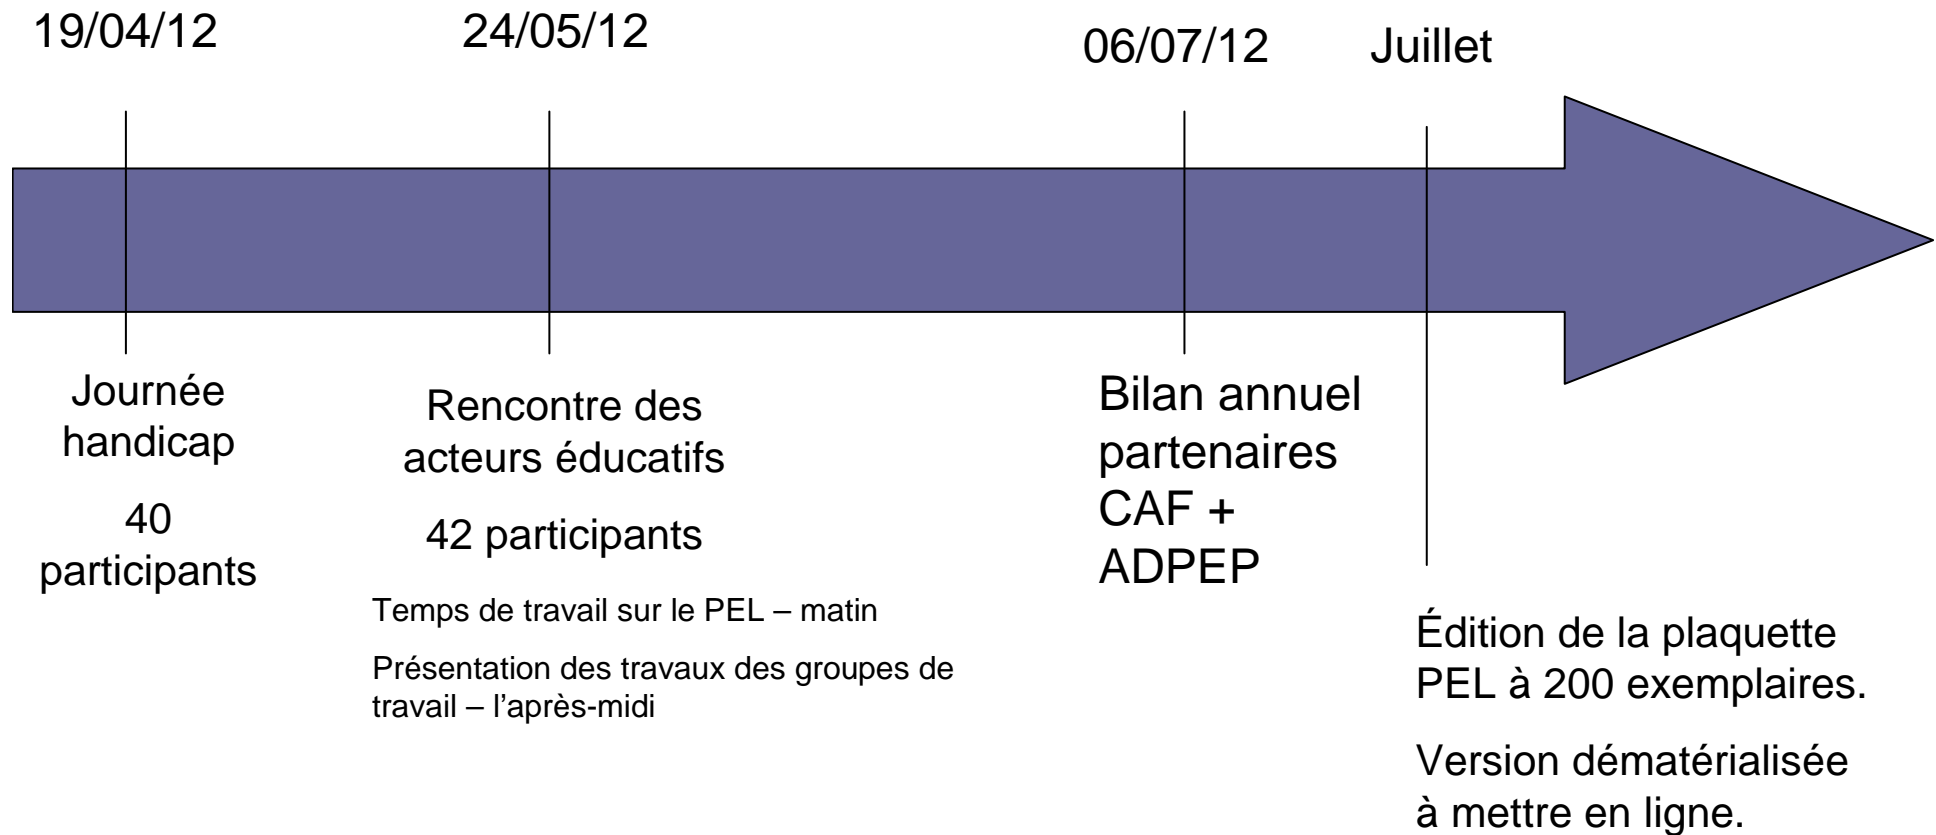 19/04/12
24/05/12
06/07/12
Juillet
Journée
handicap
40
participants
Rencontre des
acteurs éducatifs
42 participants
Temps de travail sur le PEL – matin
Présentation des travaux des groupes de
travail – l’après-midi
Bilan annuel
partenaires
CAF +
ADPEP
Édition de la plaquette
PEL à 200 exemplaires.
Version dématérialisée
à mettre en ligne.